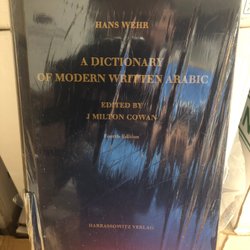 HANS WEHR
A DICTIONARY
OF MODERN WRITTEN ARABIC
EDITED BY
J MILTON COWAN
Fourth Edition
HARRASSOWITZ VERLAG